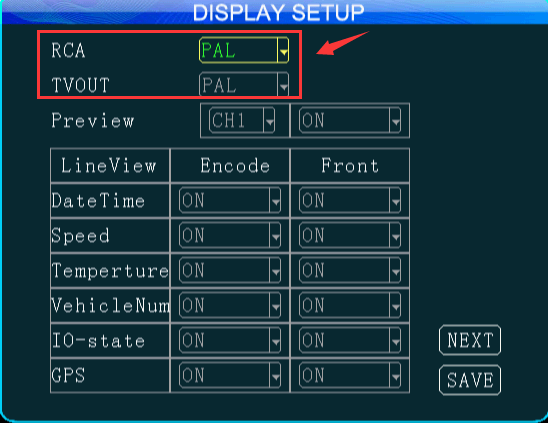 DISPLAY SETUP
RCA PAL
TVOUT PAL
Preview CH1 ON
LineView Encode Front
DateTime ON ON
Speed ON ON
Temperture ON ON
VehicleNum ON ON
IO-state ON ON NEXT
GPS ON ON SAVE